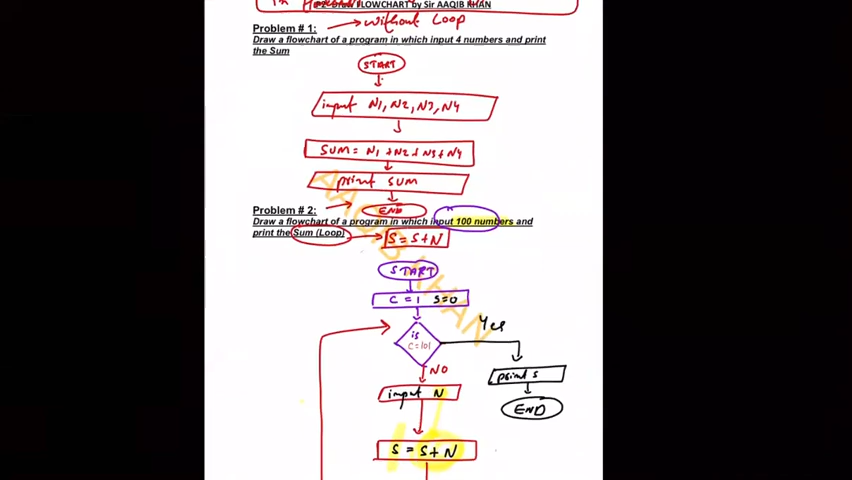 FLOWCHART by Sir AAQIB KHAN
without Loop
Problem # 1:
Draw a flowchart of a program in which input 4 numbers and print
the Sum
START
input N1, N2, N3, N4
SUM = N1 + N2 + N3 + N4
print SUM
END
Problem # 2:
Draw a flowchart of a program in which input 100 numbers and
print the Sum (Loop)
S = S+N
START
C = 1 S=0
Yes
is
C=101
print s
NO
input N
END
S = S+N
AAQIB KHAN